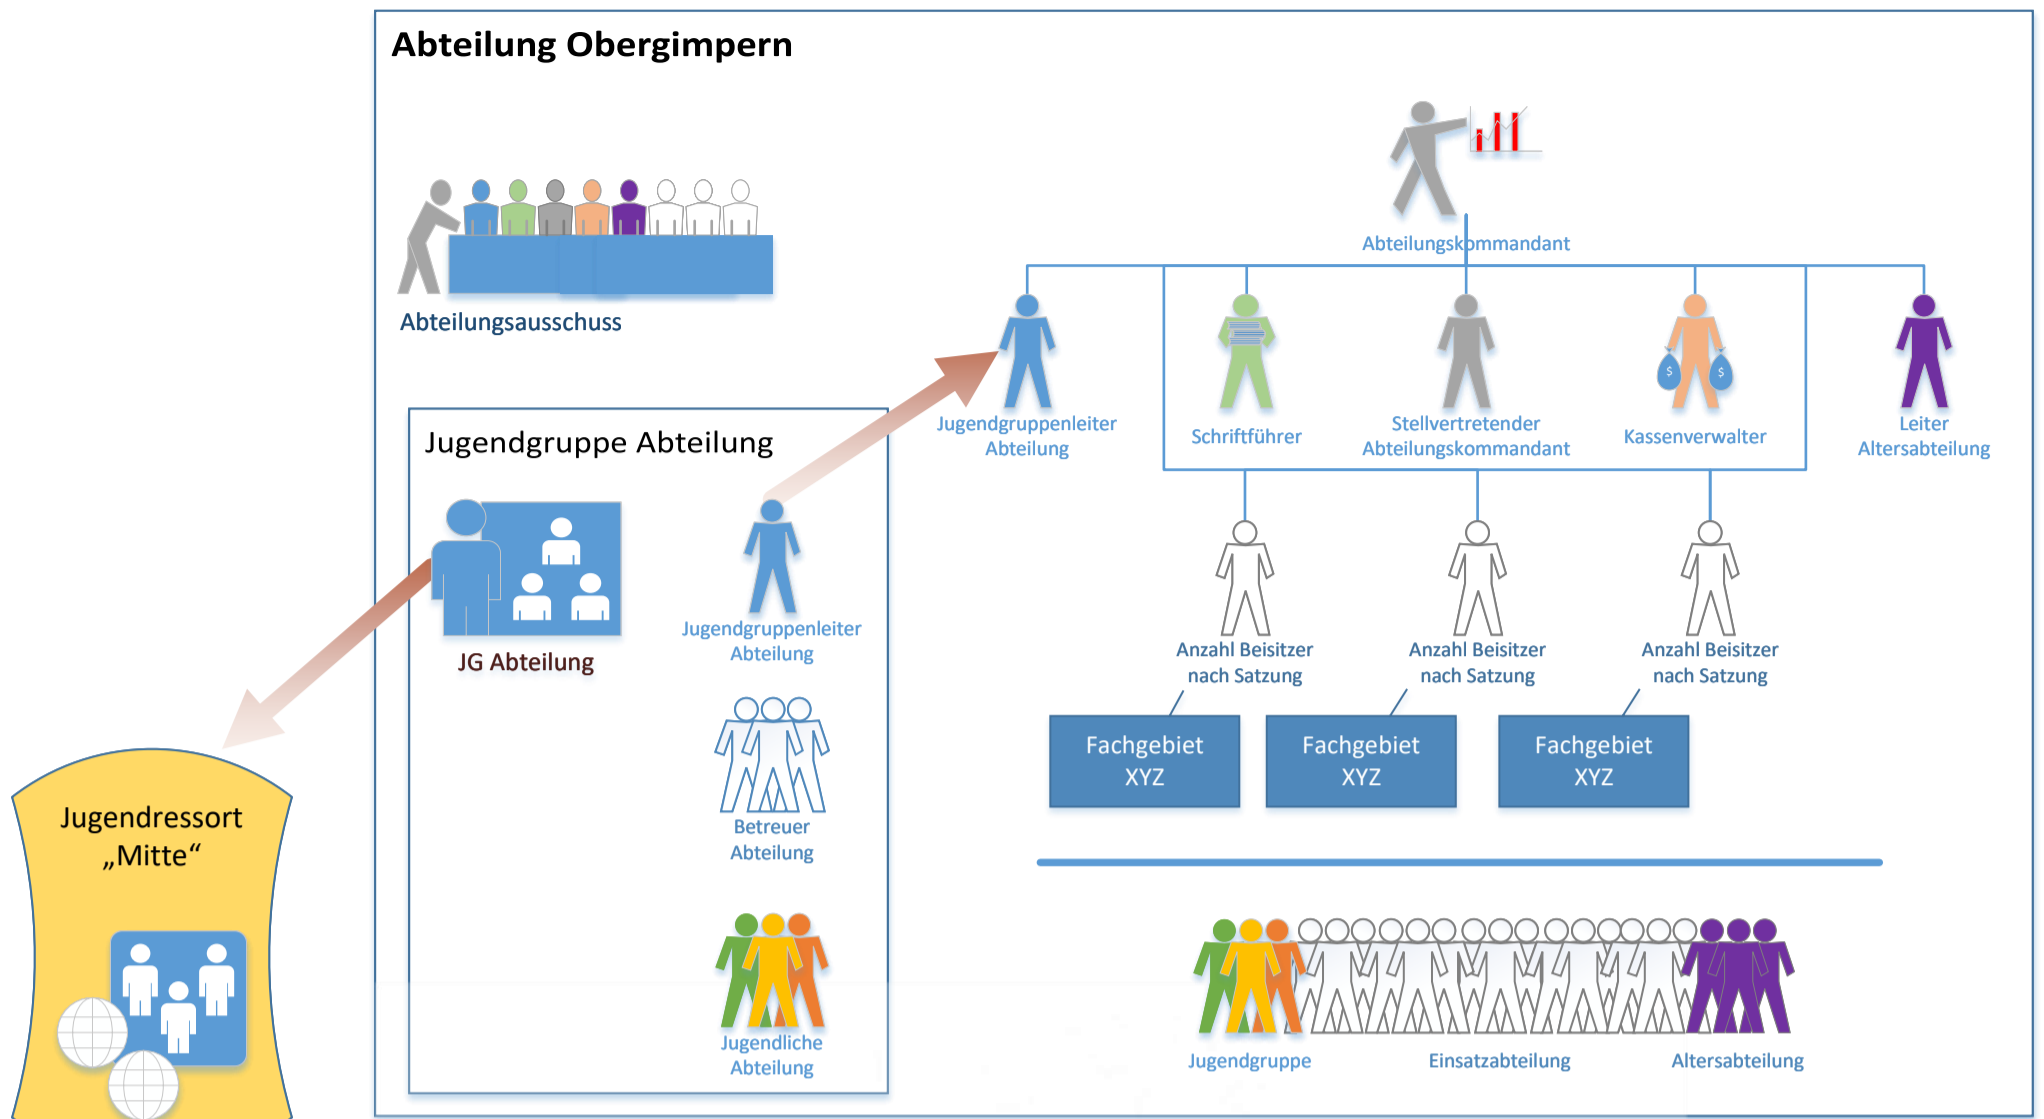 Abteilung Obergimpern
Abteilungskommandant
Abteilungsausschuss
Jugendgruppenleiter
Abteilung
Schriftführer
Stellvertretender
Abteilungskommandant
$
$
Kassenverwalter
Leiter
Altersabteilung
Jugendgruppe Abteilung
JG Abteilung
Jugendgruppenleiter
Abteilung
Betreuer
Abteilung
Jugendliche
Abteilung
Anzahl Beisitzer
nach Satzung
Anzahl Beisitzer
nach Satzung
Anzahl Beisitzer
nach Satzung
Fachgebiet
XYZ
Fachgebiet
XYZ
Fachgebiet
XYZ
Jugendgruppe
Einsatzabteilung
Altersabteilung
Jugendressort
„Mitte“